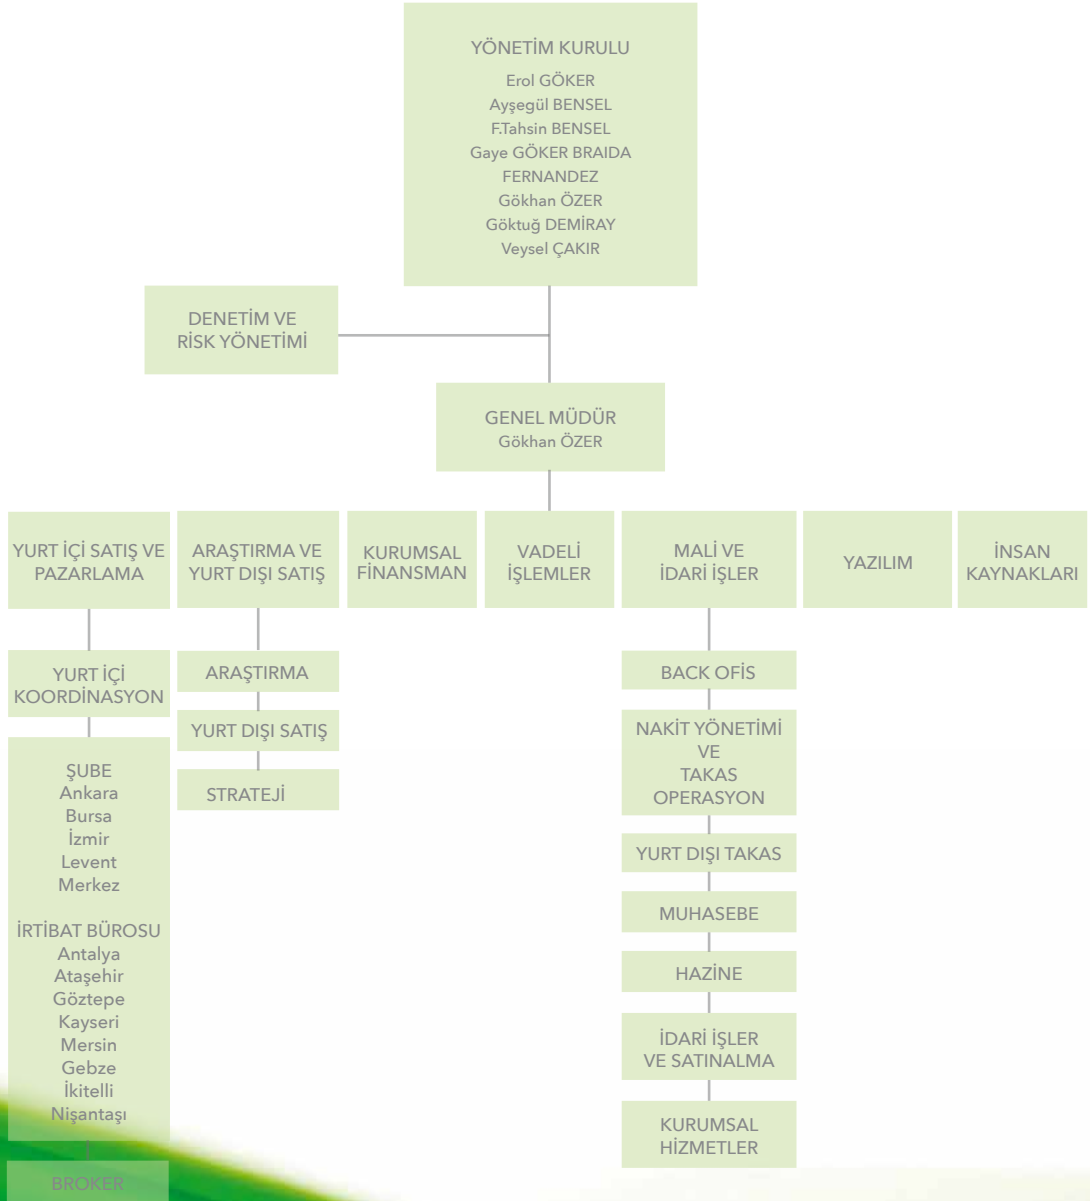 YÖNETİM KURULU
Erol GÖKER
Ayşegül BENSEL
F.Tahsin BENSEL
Gaye GÖKER BRAIDA
FERNANDEZ
Gökhan ÖZER
Göktuğ DEMİRAY
Veysel ÇAKIR
DENETİM VE
RİSK YÖNETİMİ
GENEL MÜDÜR
Gökhan ÖZER
YURT İÇİ SATIŞ VE
PAZARLAMA
ARAŞTIRMA VE
YURT DIŞI SATIŞ
KURUMSAL
FİNANSMAN
VADELİ
İŞLEMLER
MALİ VE
İDARİ İŞLER
YAZILIM
İNSAN
KAYNAKLARI
YURT İÇİ
KOORDİNASYON
ŞUBE
Ankara
Bursa
İzmir
Levent
Merkez
İRTİBAT BÜROSU
Antalya
Ataşehir
Göztepe
Kayseri
Mersin
Gebze
İkitelli
Nişantaşı
BROKER
ARAŞTIRMA
YURT DIŞI SATIŞ
STRATEJİ
BACK OFİS
NAKİT YÖNETİMİ
VE
TAKAS
OPERASYON
YURT DIŞI TAKAS
MUHASEBE
HAZİNE
İDARİ İŞLER
VE SATINALMA
KURUMSAL
HİZMETLER